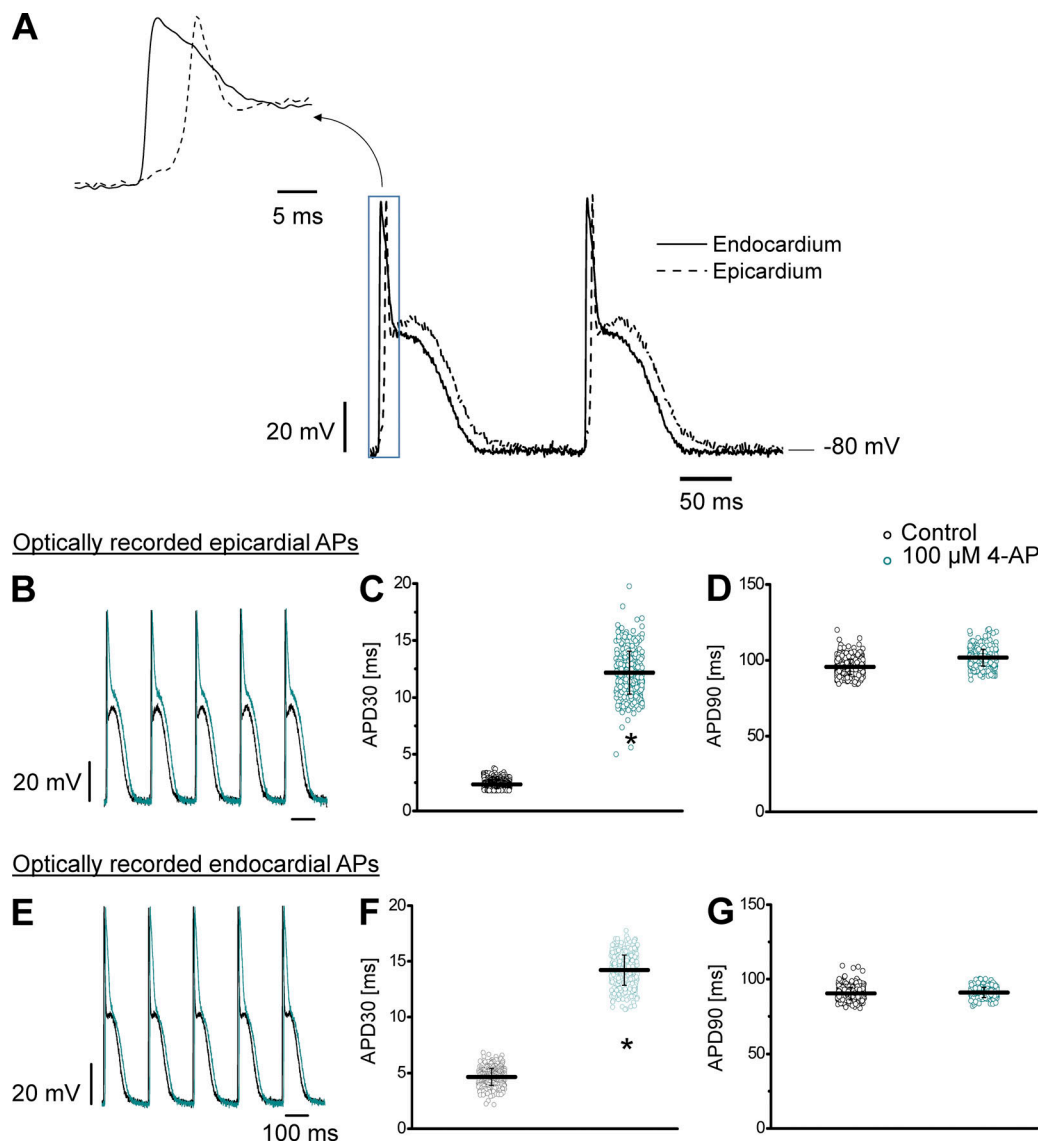 A
5 ms
Endocardium
Epicardium
20 mV
-80 mV
50 ms
Optically recorded epicardial APs
Control
100 µM 4-AP
B
20 mV
C
APD30 [ms]
20
15
10
5
0
*
D
APD90 [ms]
150
100
50
0
Optically recorded endocardial APs
E
20 mV
100 ms
F
APD30 [ms]
20
15
10
5
0
*
G
APD90 [ms]
150
100
50
0